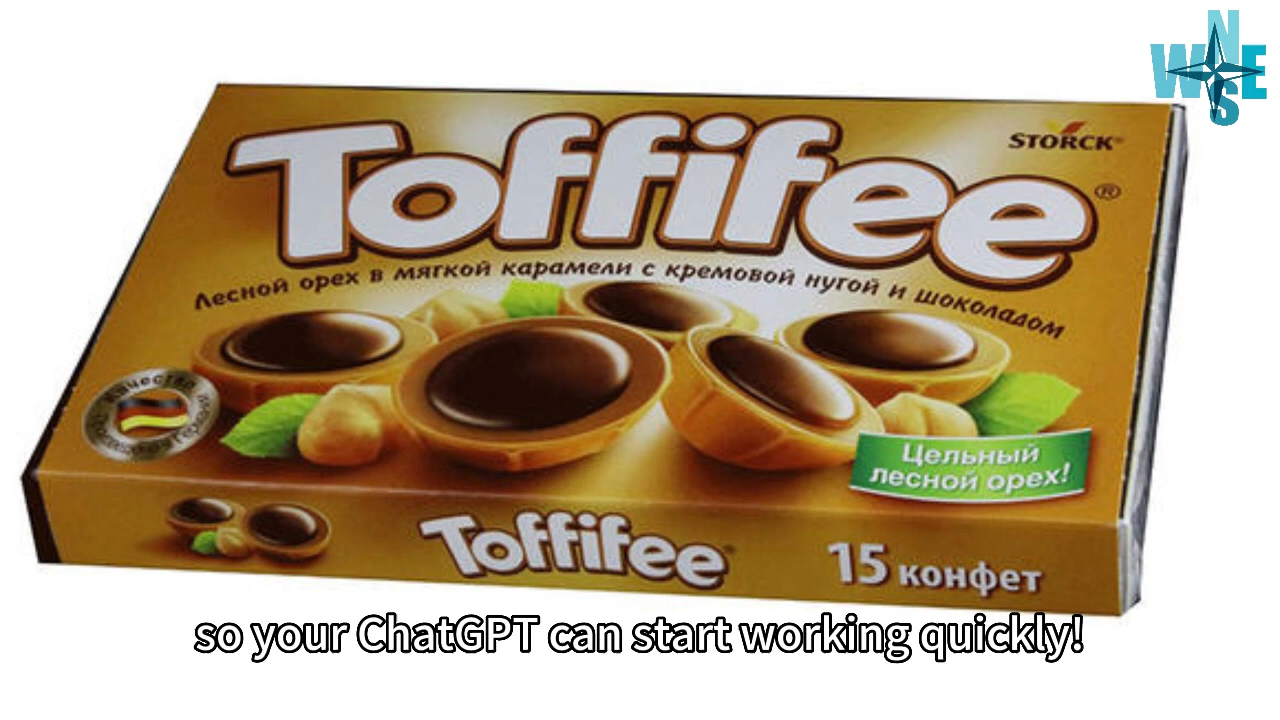 N
W E
S
STORCK®
Toffifee®
Лесной орех в мягкой карамели с кремовой нугой и шоколадом
Качество
Цельный
лесной орех!
Toffifee
15 конфет
so your ChatGPT can start working quickly!